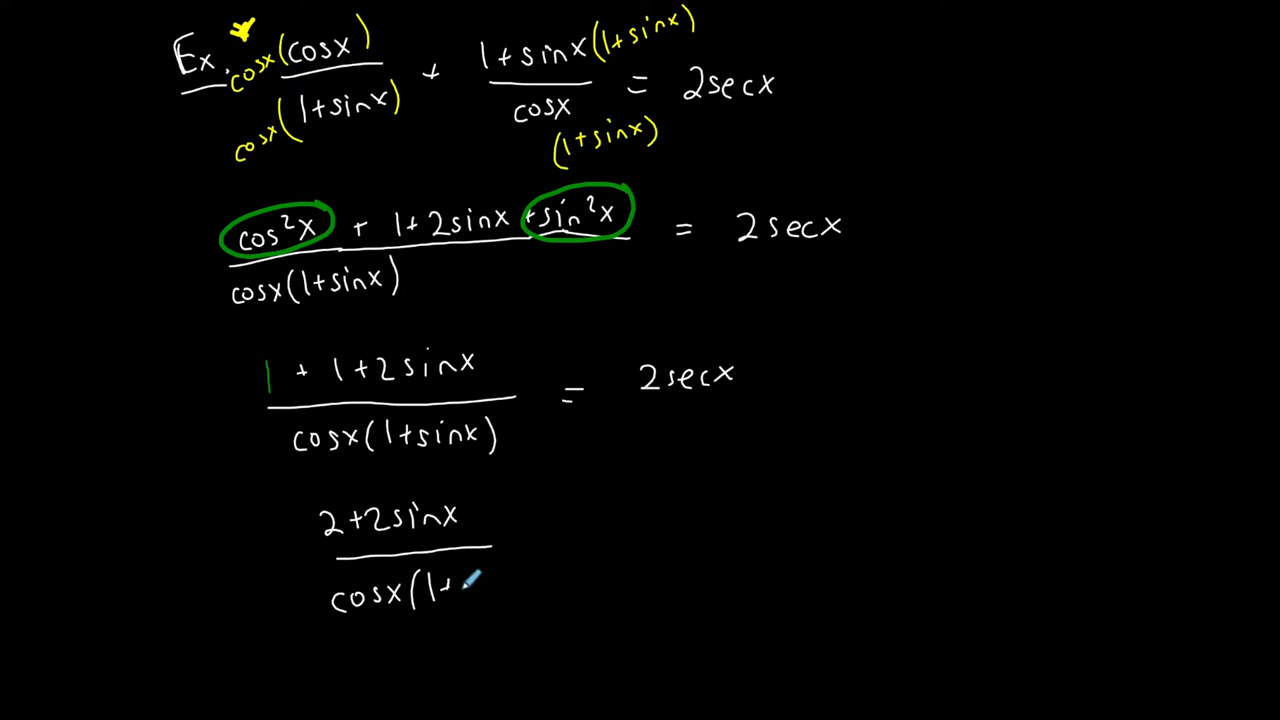 Ex. cosx(cosx) / cosx(1+sinx) + 1+sinx(1+sinx) / cosx(1+sinx) = 2secx
cos²x + 1+2sinx +sin²x / cosx(1+sinx) = 2secx
1 + 1+2sinx / cosx(1+sinx) = 2secx
2+2sinx / cosx(1+